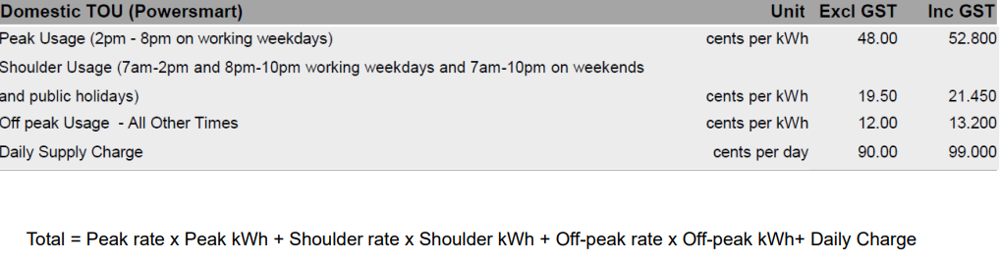 Domestic TOU (Powersmart) Unit Excl GST Inc GST
Peak Usage (2pm - 8pm on working weekdays) cents per kWh 48.00 52.800
Shoulder Usage (7am-2pm and 8pm-10pm working weekdays and 7am-10pm on weekends
and public holidays) cents per kWh 19.50 21.450
Off peak Usage - All Other Times cents per kWh 12.00 13.200
Daily Supply Charge cents per day 90.00 99.000
Total = Peak rate x Peak kWh + Shoulder rate x Shoulder kWh + Off-peak rate x Off-peak kWh+ Daily Charge